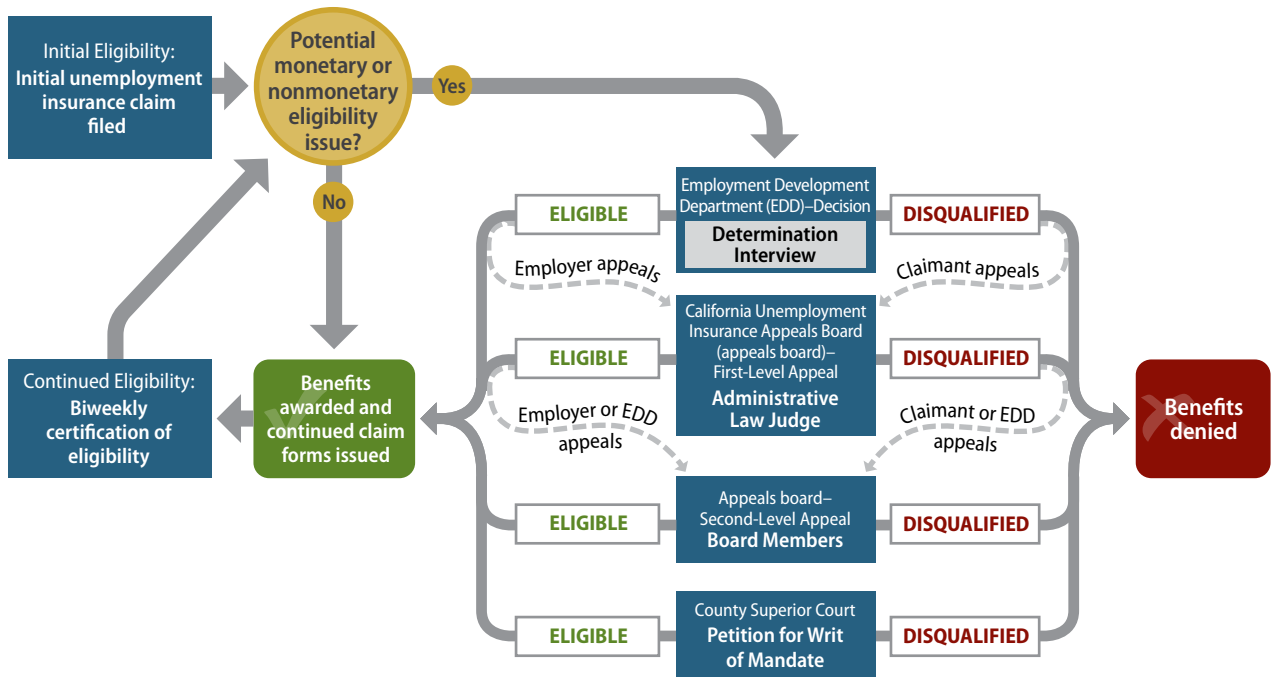 Initial Eligibility:
Initial unemployment
insurance claim
filed
Potential
monetary or
nonmonetary
eligibility
issue?
Yes
No
Employment Development
Department (EDD)–Decision
Determination
Interview
ELIGIBLE
DISQUALIFIED
Employer appeals
Claimant appeals
California Unemployment
Insurance Appeals Board
(appeals board)–
First-Level Appeal
Administrative
Law Judge
ELIGIBLE
DISQUALIFIED
Employer or EDD
appeals
Claimant or EDD
appeals
Continued Eligibility:
Biweekly
certification of
eligibility
Benefits
awarded and
continued claim
forms issued
Benefits
denied
Appeals board–
Second-Level Appeal
Board Members
ELIGIBLE
DISQUALIFIED
County Superior Court
Petition for Writ
of Mandate
ELIGIBLE
DISQUALIFIED